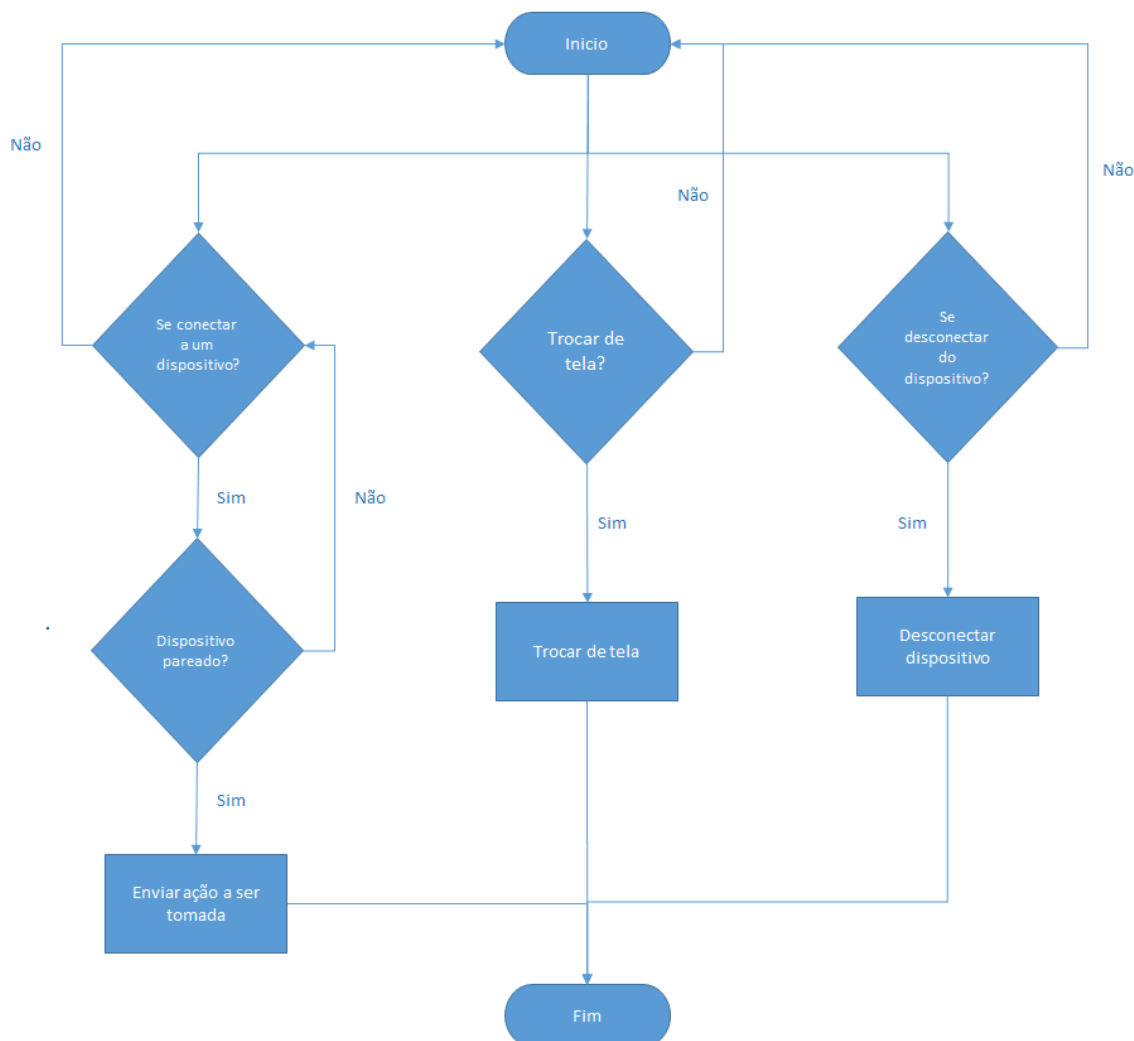 Inicio
Não
Não
Não
Se conectar
a um
dispositivo?
Trocar de
tela?
Se
desconectar
do
dispositivo?
Sim
Não
Sim
Sim
Dispositivo
pareado?
Trocar de tela
Desconectar
dispositivo
.
Sim
Enviar ação a ser
tomada
Fim